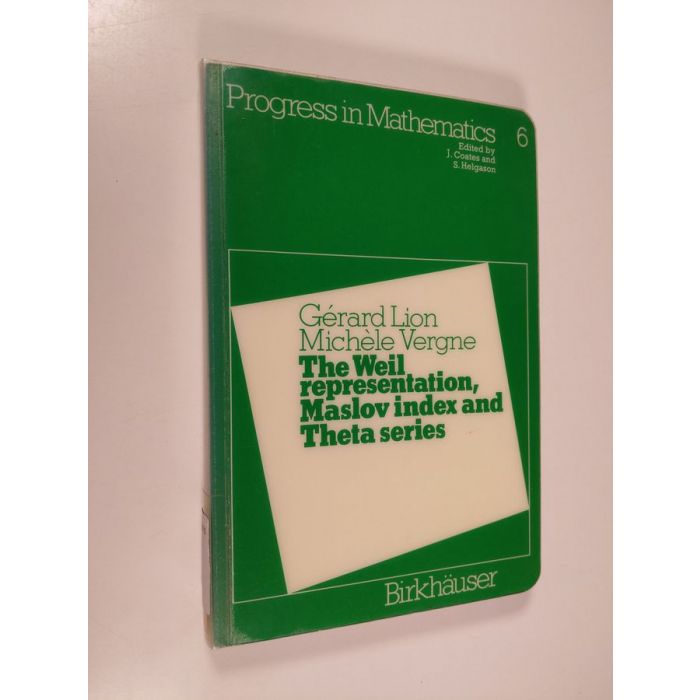 Progress in Mathematics 6
Edited by
J. Coates and
S. Helgason
Gérard Lion
Michèle Vergne
The Weil
representation,
Maslov index and
Theta series
Birkhäuser